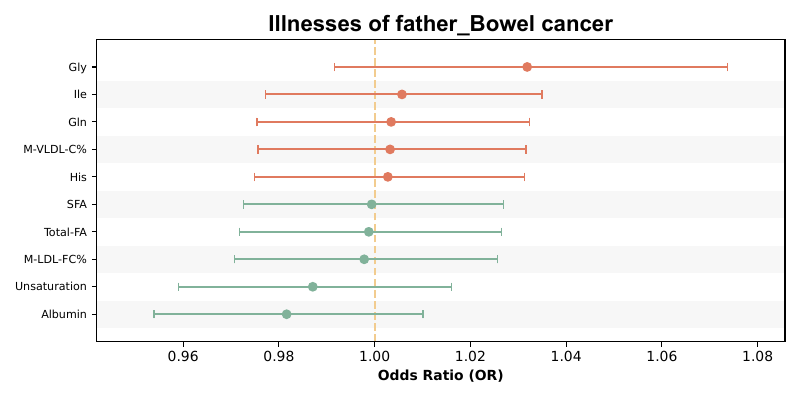 Illnesses of father_Bowel cancer
Gly
Ile
Gln
M-VLDL-C%
His
SFA
Total-FA
M-LDL-FC%
Unsaturation
Albumin
0.96 0.98 1.00 1.02 1.04 1.06 1.08
Odds Ratio (OR)